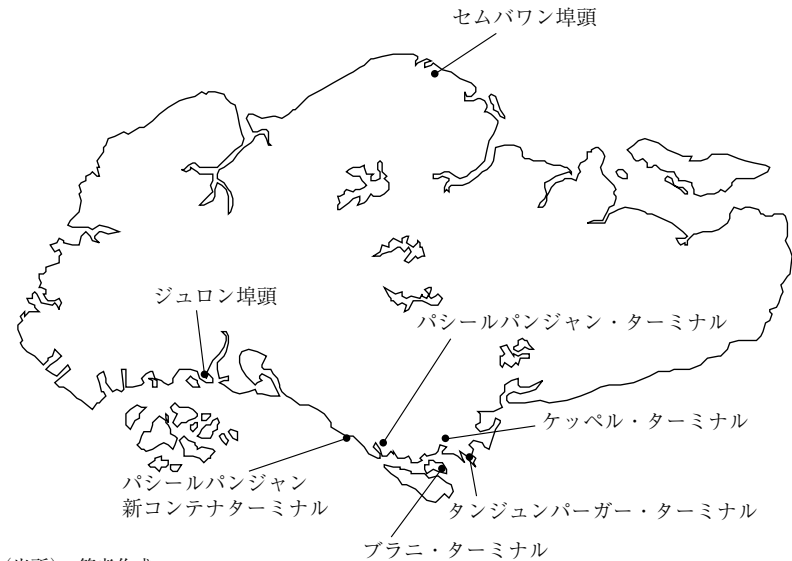 セムバワン埠頭
ジュロン埠頭
パシールパンジャン・ターミナル
ケッペル・ターミナル
パシールパンジャン
新コンテナターミナル
タンジュンパーガー・ターミナル
ブラニ・ターミナル